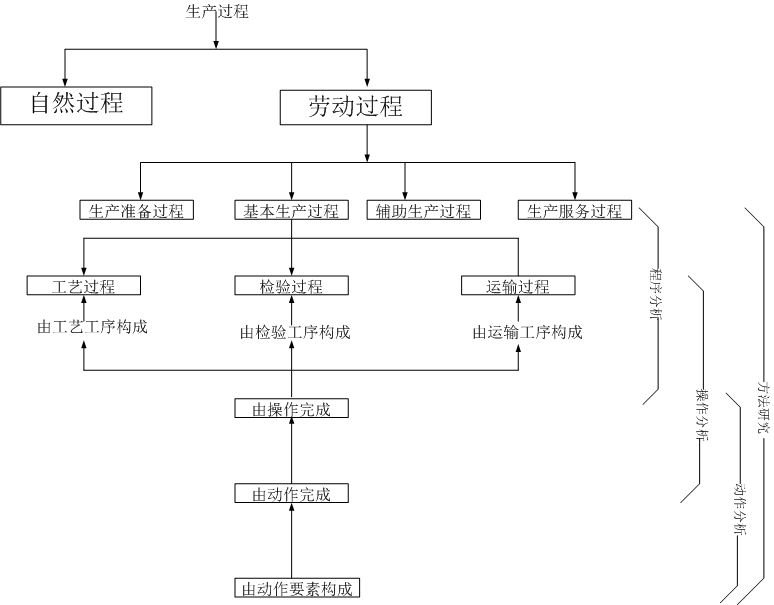 生产过程
自然过程
劳动过程
生产准备过程
基本生产过程
辅助生产过程
生产服务过程
工艺过程
检验过程
运输过程
由工艺工序构成
由检验工序构成
由运输工序构成
由操作完成
由动作完成
由动作要素构成
程序分析
操作分析
动作分析
方法研究